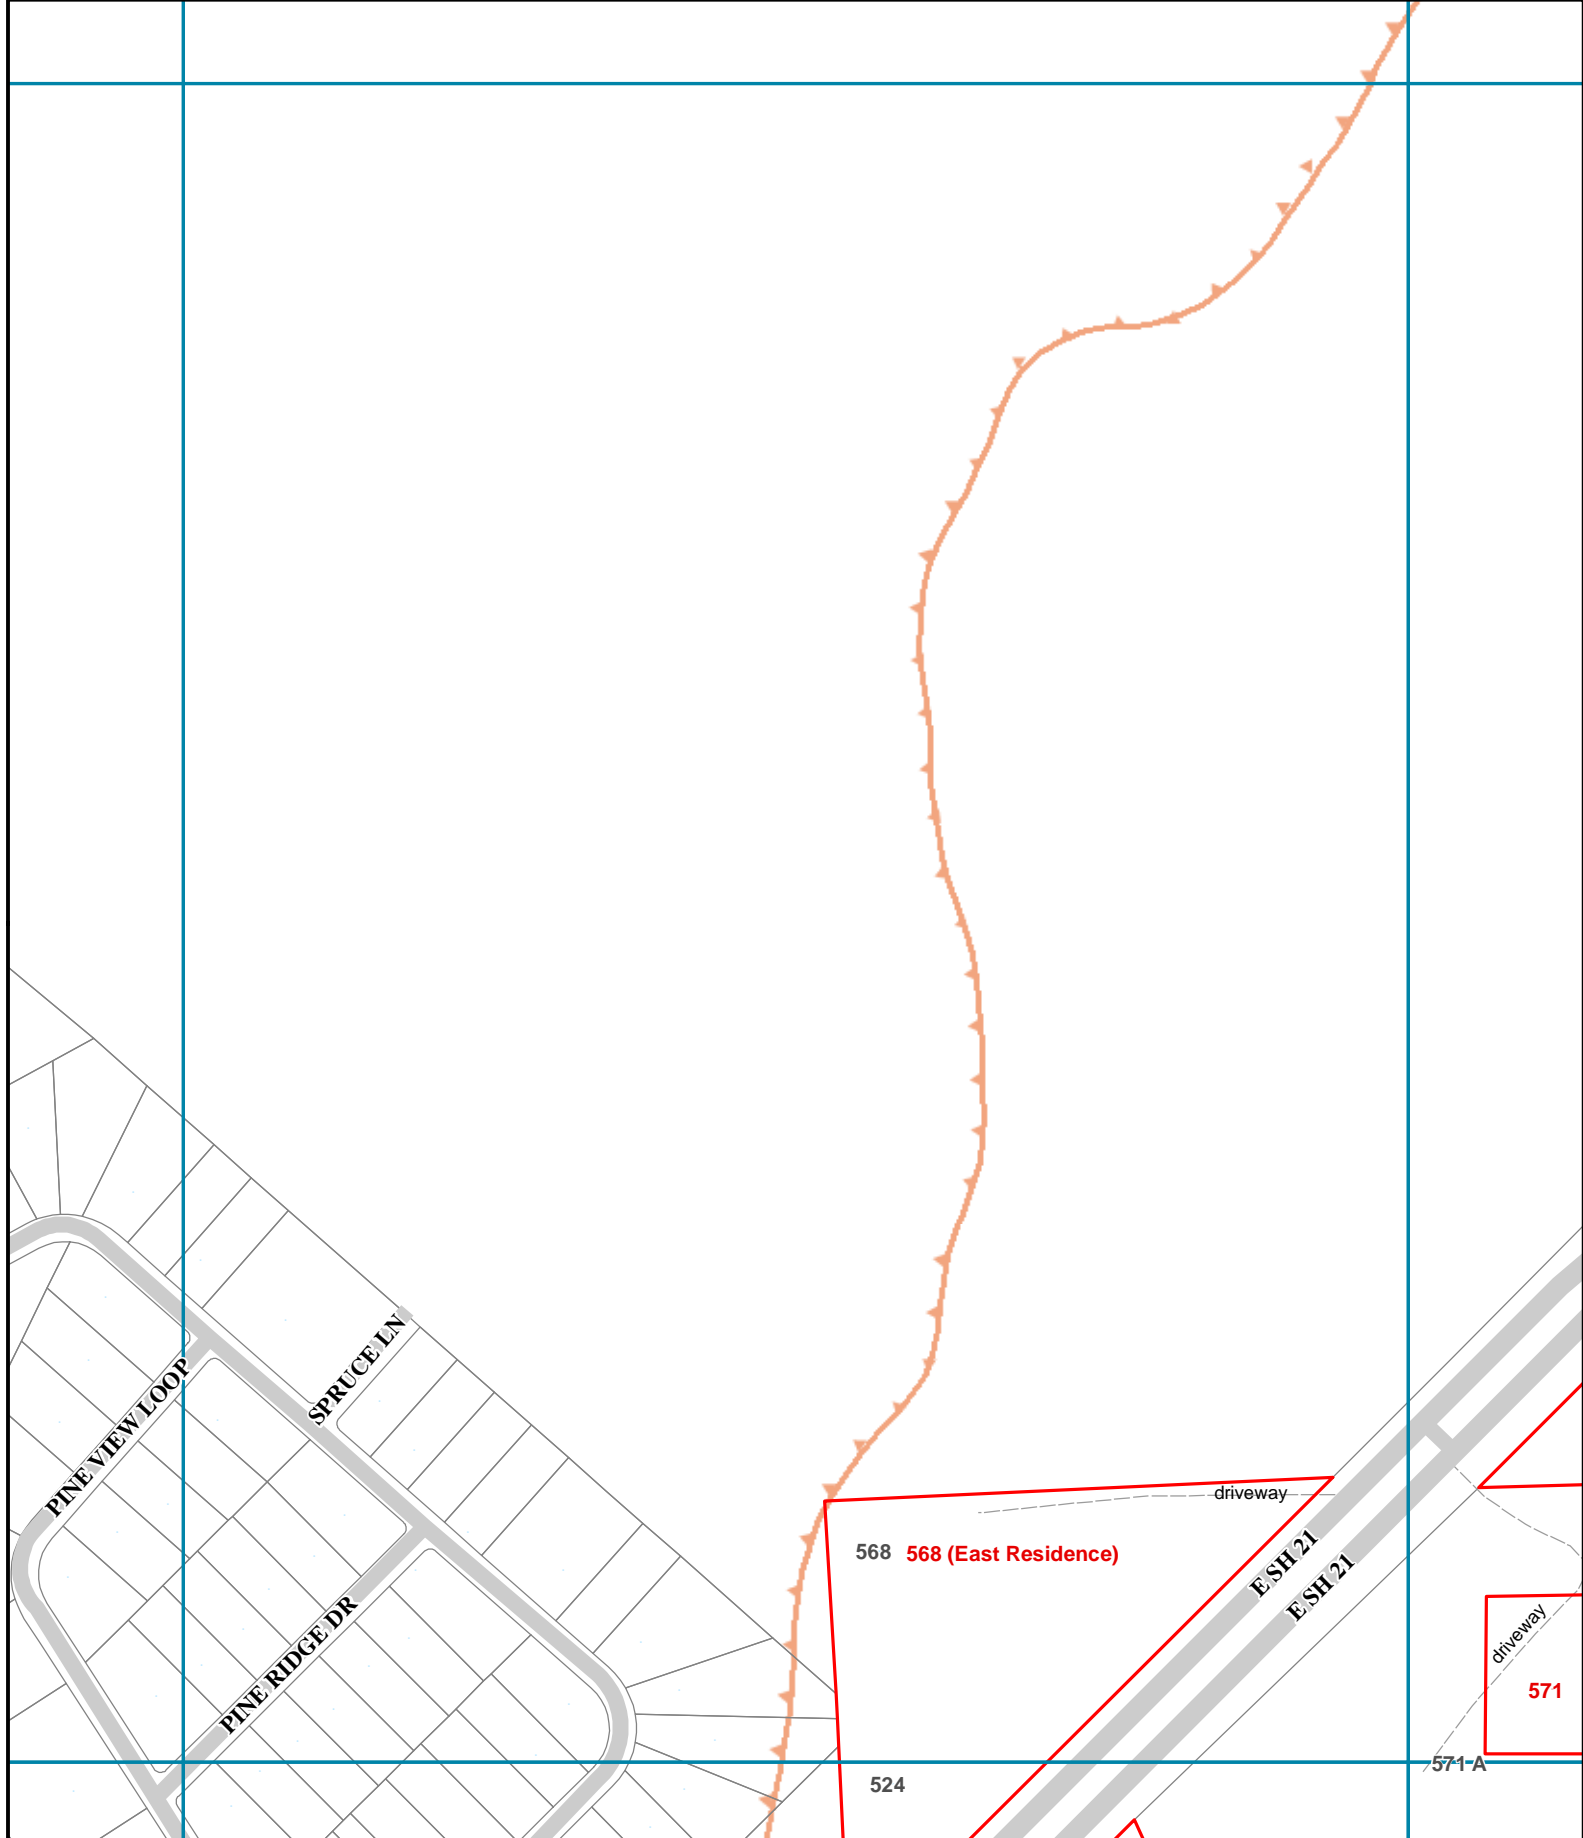 SPRUCE LN
PINE VIEW LOOP
driveway
568 568 (East Residence)
E SH 21
E SH 21
PINE RIDGE DR
driveway
571
571 A
524